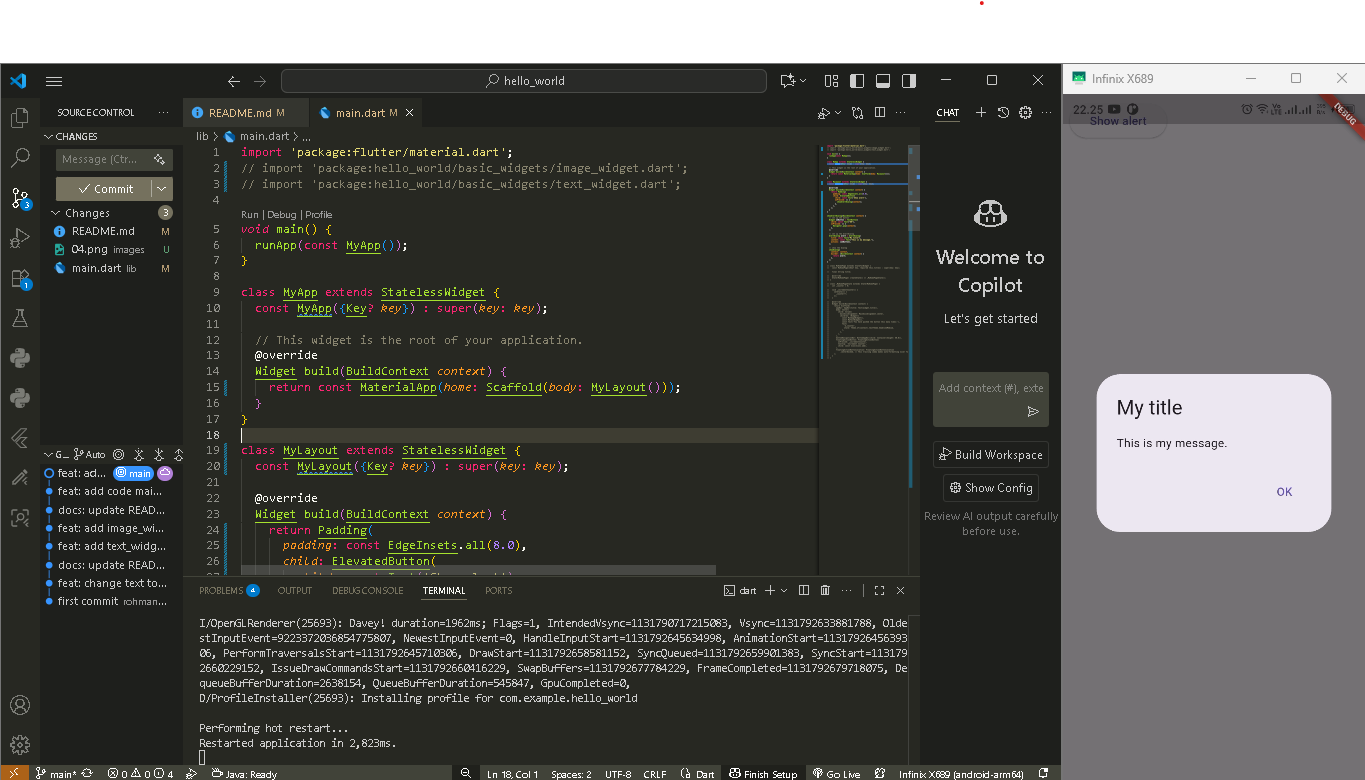 hello_world
SOURCE CONTROL
CHANGES
Message (Ctr...
Commit
Changes 3
README.md M
04.png images U
main.dart lib M
G... Auto
feat: ad... main
feat: add code mai...
docs: update READ...
feat: add image_wi...
feat: add text_widg...
docs: update READ...
feat: change text to...
first commit rohman...
3
1
README.md M
main.dart M
lib > main.dart > ...
1 import 'package:flutter/material.dart';
2 // import 'package:hello_world/basic_widgets/image_widget.dart';
3 // import 'package:hello_world/basic_widgets/text_widget.dart';
4
Run | Debug | Profile
5 void main() {
6 runApp(const MyApp());
7 }
8
9 class MyApp extends StatelessWidget {
10 const MyApp({Key? key}) : super(key: key);
11
12 // This widget is the root of your application.
13 @override
14 Widget build(BuildContext context) {
15 return const MaterialApp(home: Scaffold(body: MyLayout()));
16 }
17 }
18
19 class MyLayout extends StatelessWidget {
20 const MyLayout({Key? key}) : super(key: key);
21
22 @override
23 Widget build(BuildContext context) {
24 return Padding(
25 padding: const EdgeInsets.all(8.0),
26 child: ElevatedButton(
PROBLEMS 4 OUTPUT DEBUG CONSOLE TERMINAL PORTS
dart
I/OpenGLRenderer(25693): Davey! duration=1962ms; Flags=1, IntendedVsync=1131790717215083, Vsync=1131792633881788, Olde
stInputEvent=9223372036854775807, NewestInputEvent=0, HandleInputStart=1131792645634998, AnimationStart=11317926456393
06, PerformTraversalsStart=1131792645710306, DrawStart=1131792658581152, SyncQueued=1131792659901383, SyncStart=113179
2660229152, IssueDrawCommandsStart=1131792660416229, SwapBuffers=1131792677784229, FrameCompleted=1131792679718075, De
queueBufferDuration=2638154, QueueBufferDuration=545847, GpuCompleted=0,
D/ProfileInstaller(25693): Installing profile for com.example.hello_world
Performing hot restart...
Restarted application in 2,823ms.
CHAT
Welcome to
Copilot
Let's get started
Add context (#), exte
Build Workspace
Show Config
Review AI output carefully
before use.
main* 0 0 4 Java: Ready Ln 18, Col 1 Spaces: 2 UTF-8 CRLF Dart Finish Setup Go Live Infinix X689 (android-arm64)
Infinix X689
22.25
DEBUG
Show alert
My title
This is my message.
OK